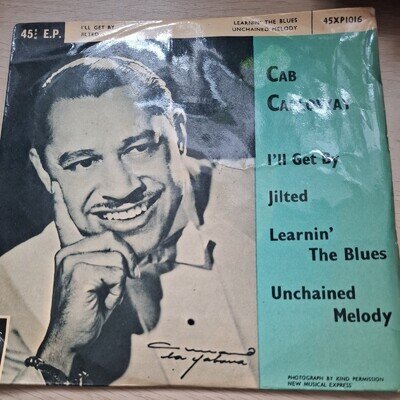 45: E.P.
I'LL GET BY
JILTED
LEARNIN' THE BLUES
UNCHAINED MELODY
45XP1016
CAB
CALLOWAY
I'll Get By
Jilted
Learnin'
The Blues
Unchained
Melody
PHOTOGRAPH BY KIND PERMISSION
NEW MUSICAL EXPRESS